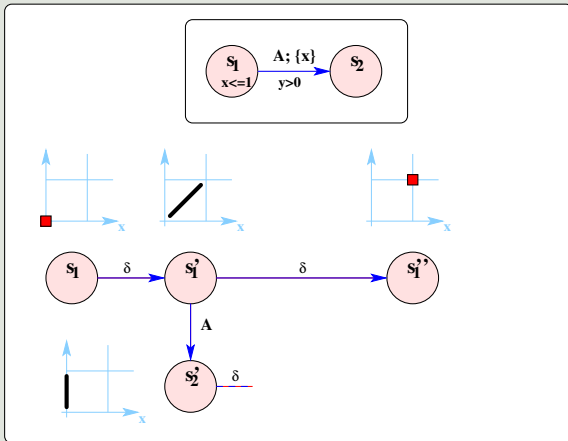 A; {x}
s1 s2
x<=1 y>0
x x x
s1 δ s1' δ s1''
A
s2' δ
x